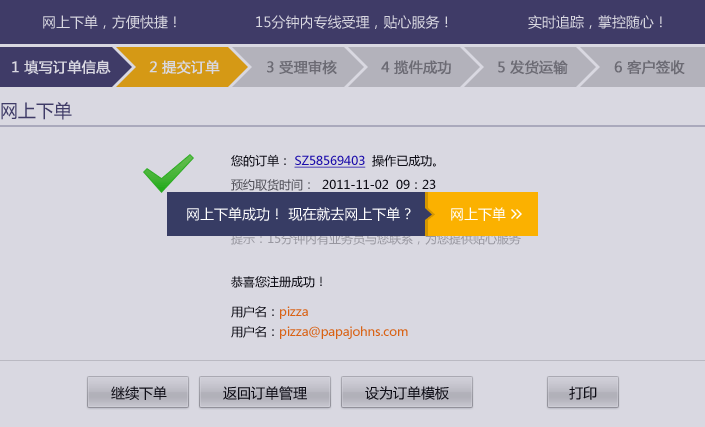 网上下单，方便快捷！ 15分钟内专线受理，贴心服务！ 实时追踪，掌控随心！
1 填写订单信息 2 提交订单 3 受理审核 4 揽件成功 5 发货运输 6 客户签收
网上下单
您的订单： SZ58569403 操作已成功。
预约取货时间： 2011-11-02 09：23
网上下单成功！ 现在就去网上下单？ 网上下单 »
提示：15分钟内有业务员与您联系，为您提供贴心服务
恭喜您注册成功！
用户名：pizza
用户名：pizza@papajohns.com
继续下单 返回订单管理 设为订单模板 打印